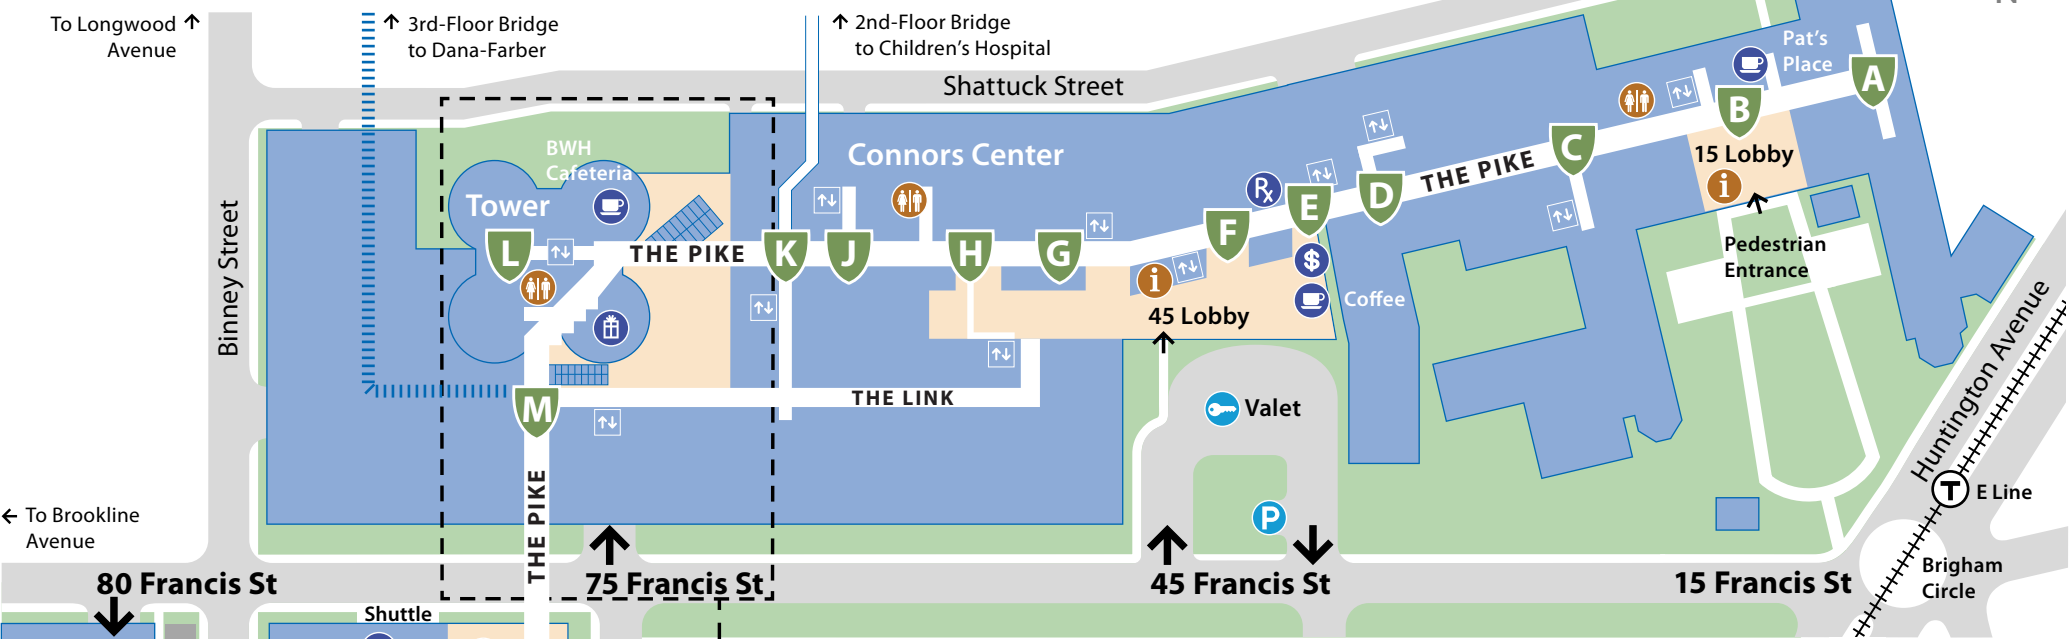 To Longwood
Avenue
3rd-Floor Bridge
to Dana-Farber
2nd-Floor Bridge
to Children's Hospital
Shattuck Street
Pat's
Place
A
B
C
15 Lobby
i
Pedestrian
Entrance
BWH
Cafeteria
Tower
Connors Center
THE PIKE
D
E
Rx
F
G
H
J
K
THE PIKE
L
$
Coffee
i
45 Lobby
Binney Street
M
THE LINK
Valet
P
THE PIKE
Huntington Avenue
T
E Line
To Brookline
Avenue
80 Francis St
75 Francis St
45 Francis St
15 Francis St
Brigham
Circle
Shuttle